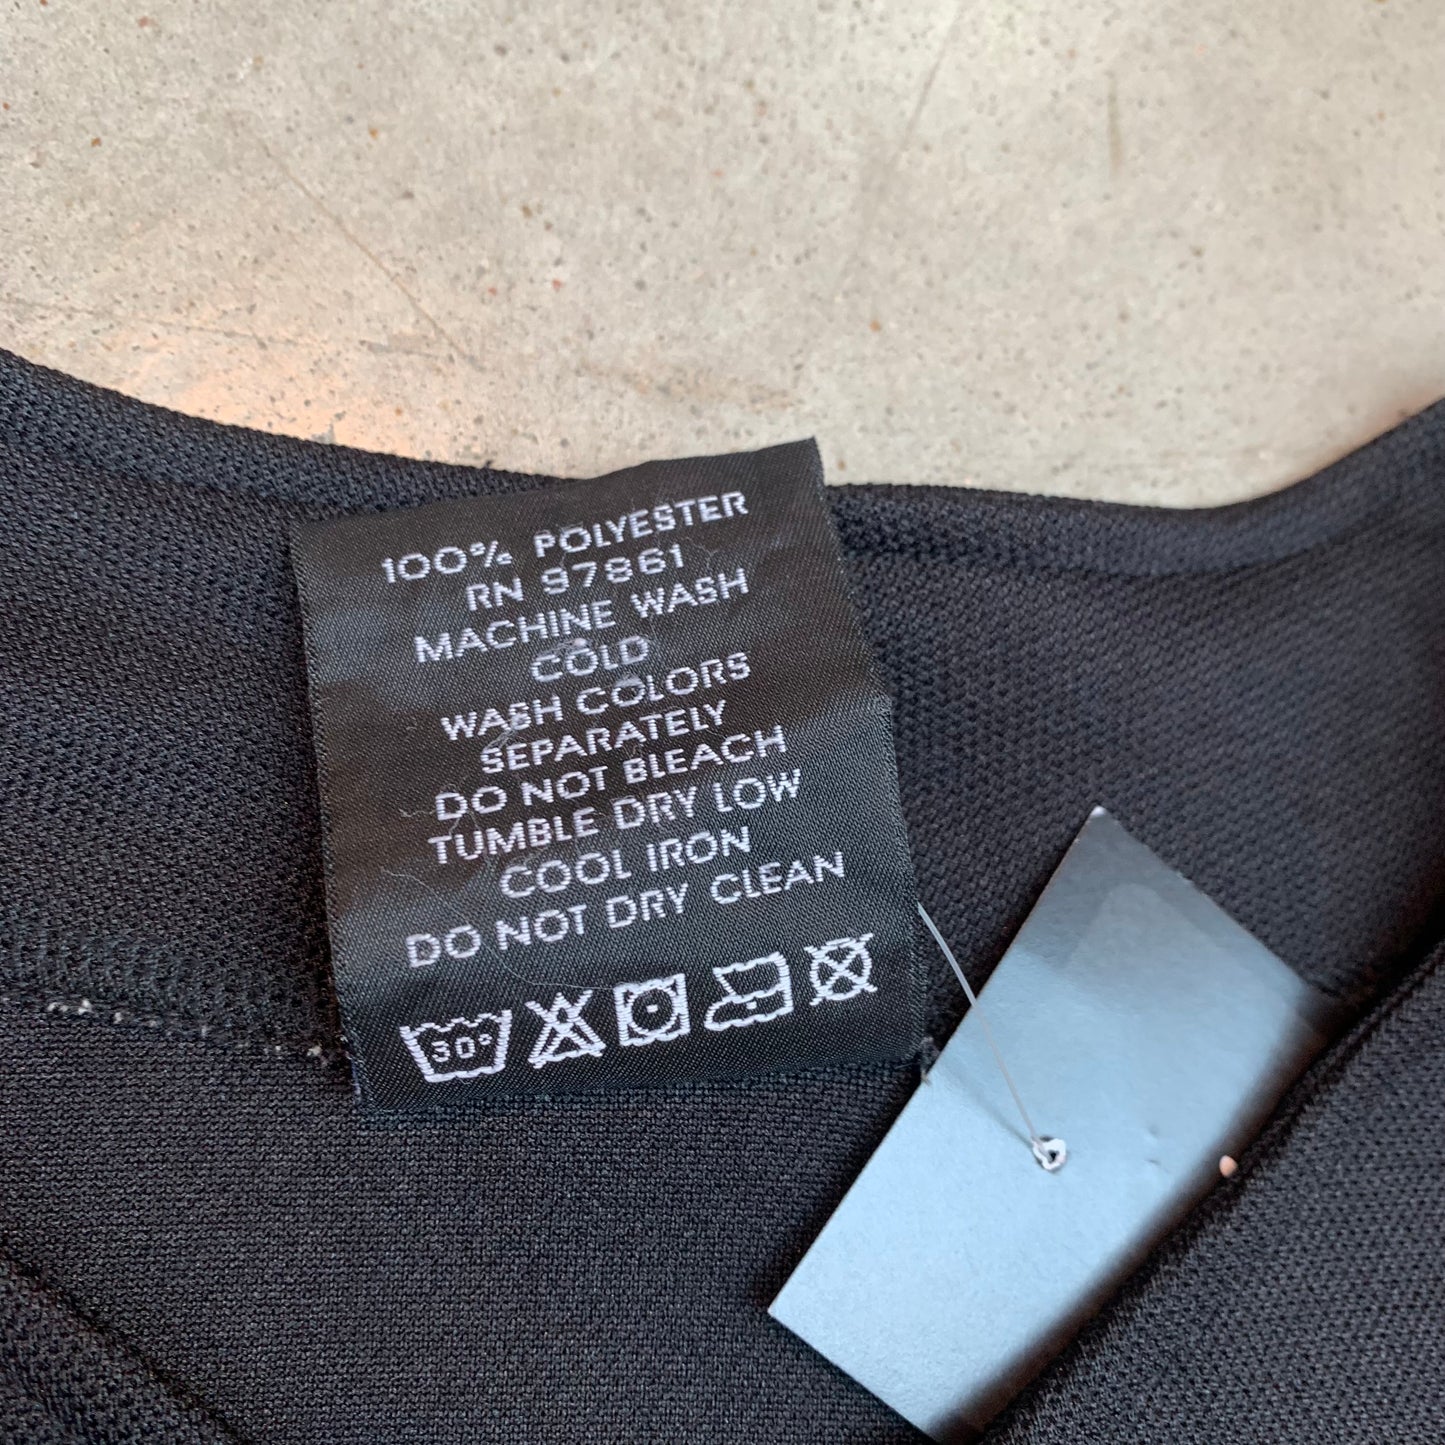 100% POLYESTER
RN 97861
MACHINE WASH
COLD
WASH COLORS
SEPARATELY
DO NOT BLEACH
TUMBLE DRY LOW
COOL IRON
DO NOT DRY CLEAN
30°